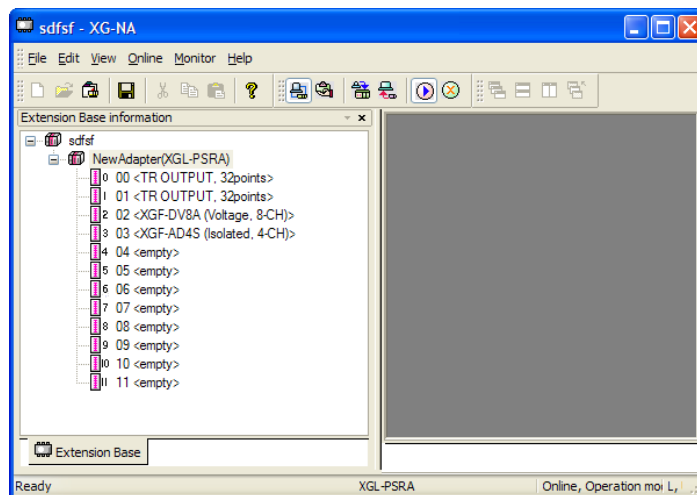 sdfsf - XG-NA
File Edit View Online Monitor Help
Extension Base information
sdfsf
NewAdapter(XGL-PSRA)
0 00 <TR OUTPUT, 32points>
1 01 <TR OUTPUT, 32points>
2 02 <XGF-DV8A (Voltage, 8-CH)>
3 03 <XGF-AD4S (Isolated, 4-CH)>
4 04 <empty>
5 05 <empty>
6 06 <empty>
7 07 <empty>
8 08 <empty>
9 09 <empty>
10 10 <empty>
11 11 <empty>
Extension Base
Ready XGL-PSRA Online, Operation mo L,